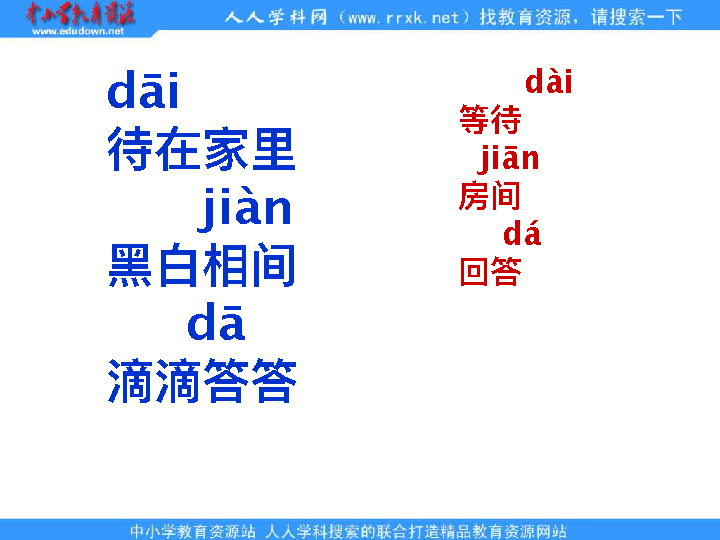 中小学教育资源
www.edudown.net
人人学科网（www.rrxk.net）找教育资源，请搜索一下
dāi
待在家里
jiàn
黑白相间
dā
滴滴答答
dài
等待
jiān
房间
dá
回答
中小学教育资源站 人人学科搜索的联合打造精品教育资源网站